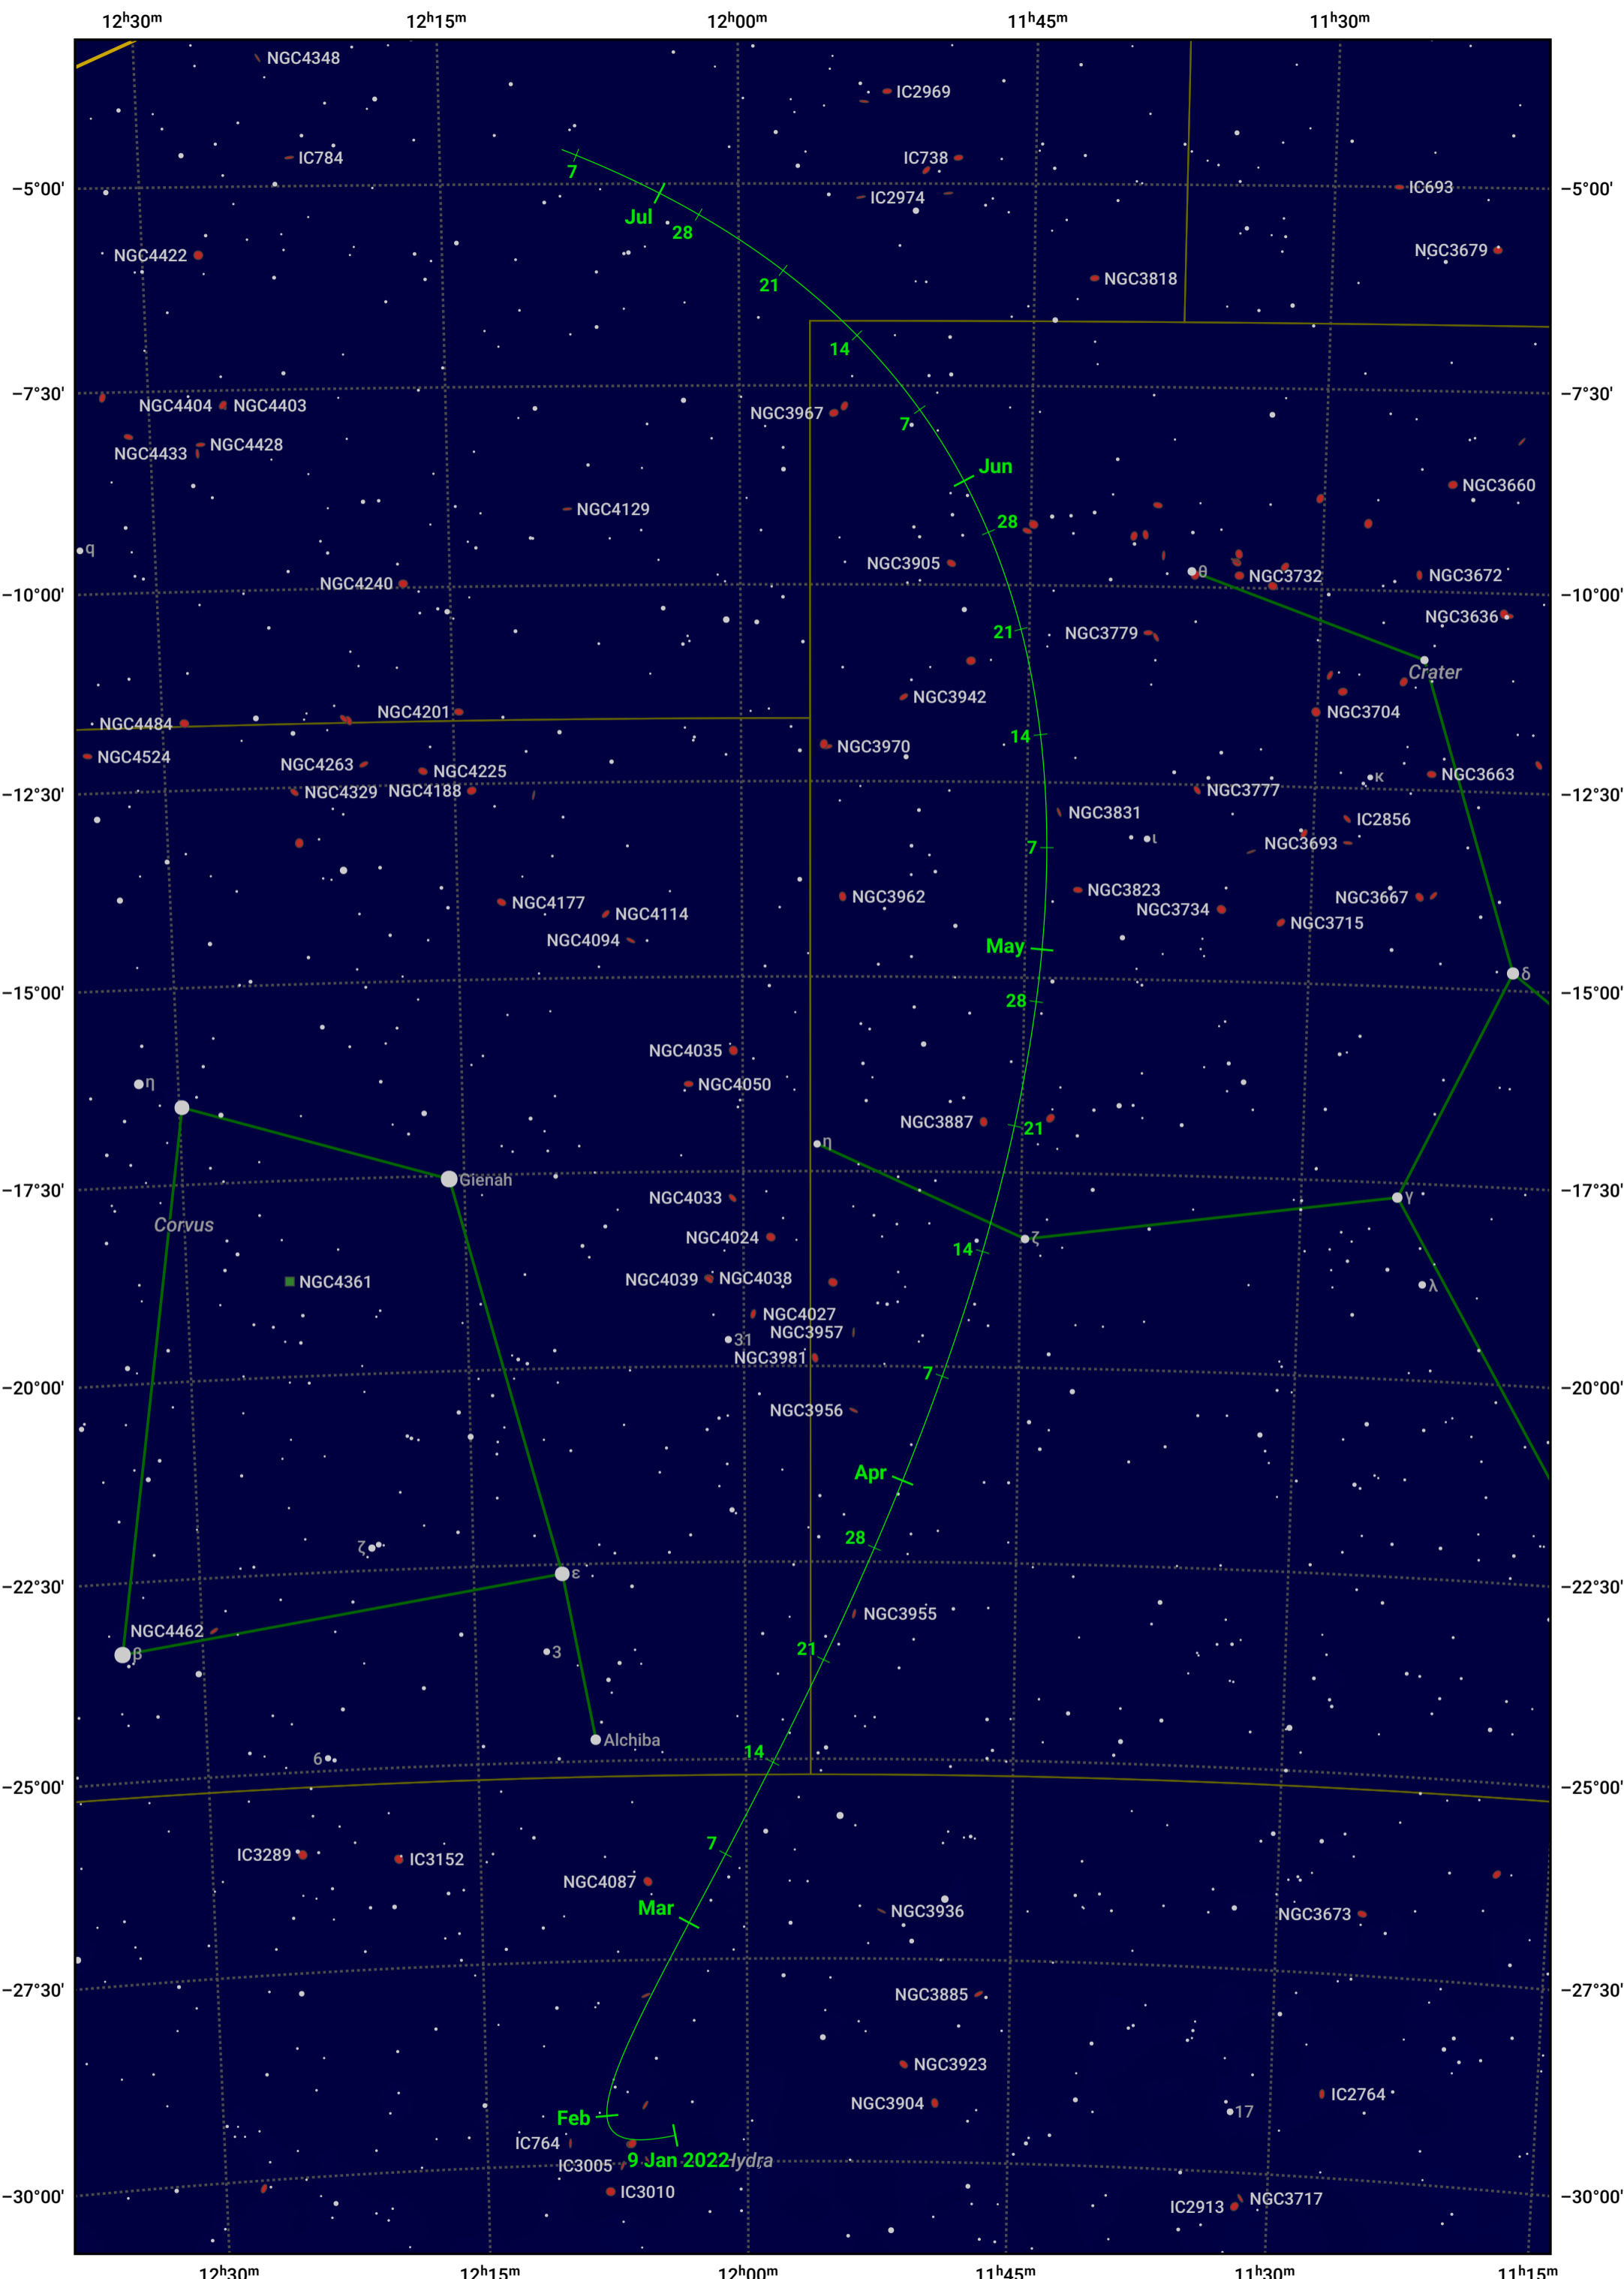 12h30m 12h15m 12h00m 11h45m 11h30m
NGC4348
IC2969
IC784
IC738
7
−5°00' IC2974 IC693 −5°00'
Jul
28
NGC4422 NGC3679
21 NGC3818
14
−7°30' −7°30'
NGC4404 NGC4403 NGC3967
7
NGC4428
NGC4433
Jun
NGC3660
NGC4129
28
q
NGC3905
θ NGC3732 NGC3672
NGC4240
−10°00' −10°00'
NGC3636
21 NGC3779
Crater
NGC3942
NGC4201 NGC3704
NGC4484
14
NGC3970
NGC4524 NGC4263 NGC4225 κ NGC3663
NGC4329 NGC4188 NGC3777
−12°30' −12°30'
NGC3831 IC2856
ι
7 NGC3693
NGC3962 NGC3823 NGC3667
NGC4177 NGC3734
NGC4114 NGC3715
NGC4094 May
δ
−15°00' −15°00'
28
NGC4035
η NGC4050
NGC3887 21
η
Gienah
−17°30' NGC4033 γ −17°30'
Corvus
NGC4024 ζ
14
NGC4361 NGC4039 NGC4038 λ
NGC4027
NGC3957
31
NGC3981
7
−20°00' −20°00'
NGC3956
Apr
28
ζ
ε
−22°30' −22°30'
NGC3955
NGC4462
21
β 3
Alchiba
14
6
−25°00' −25°00'
7
IC3289 IC3152
NGC4087
Mar NGC3936 NGC3673
−27°30' NGC3885 −27°30'
NGC3923
NGC3904 IC2764
17
Feb
IC764
9 Jan 2022 Hydra
IC3005
IC3010
−30°00' NGC3717 −30°00'
IC2913
12h30m 12h15m 12h00m 11h45m 11h30m 11h15m